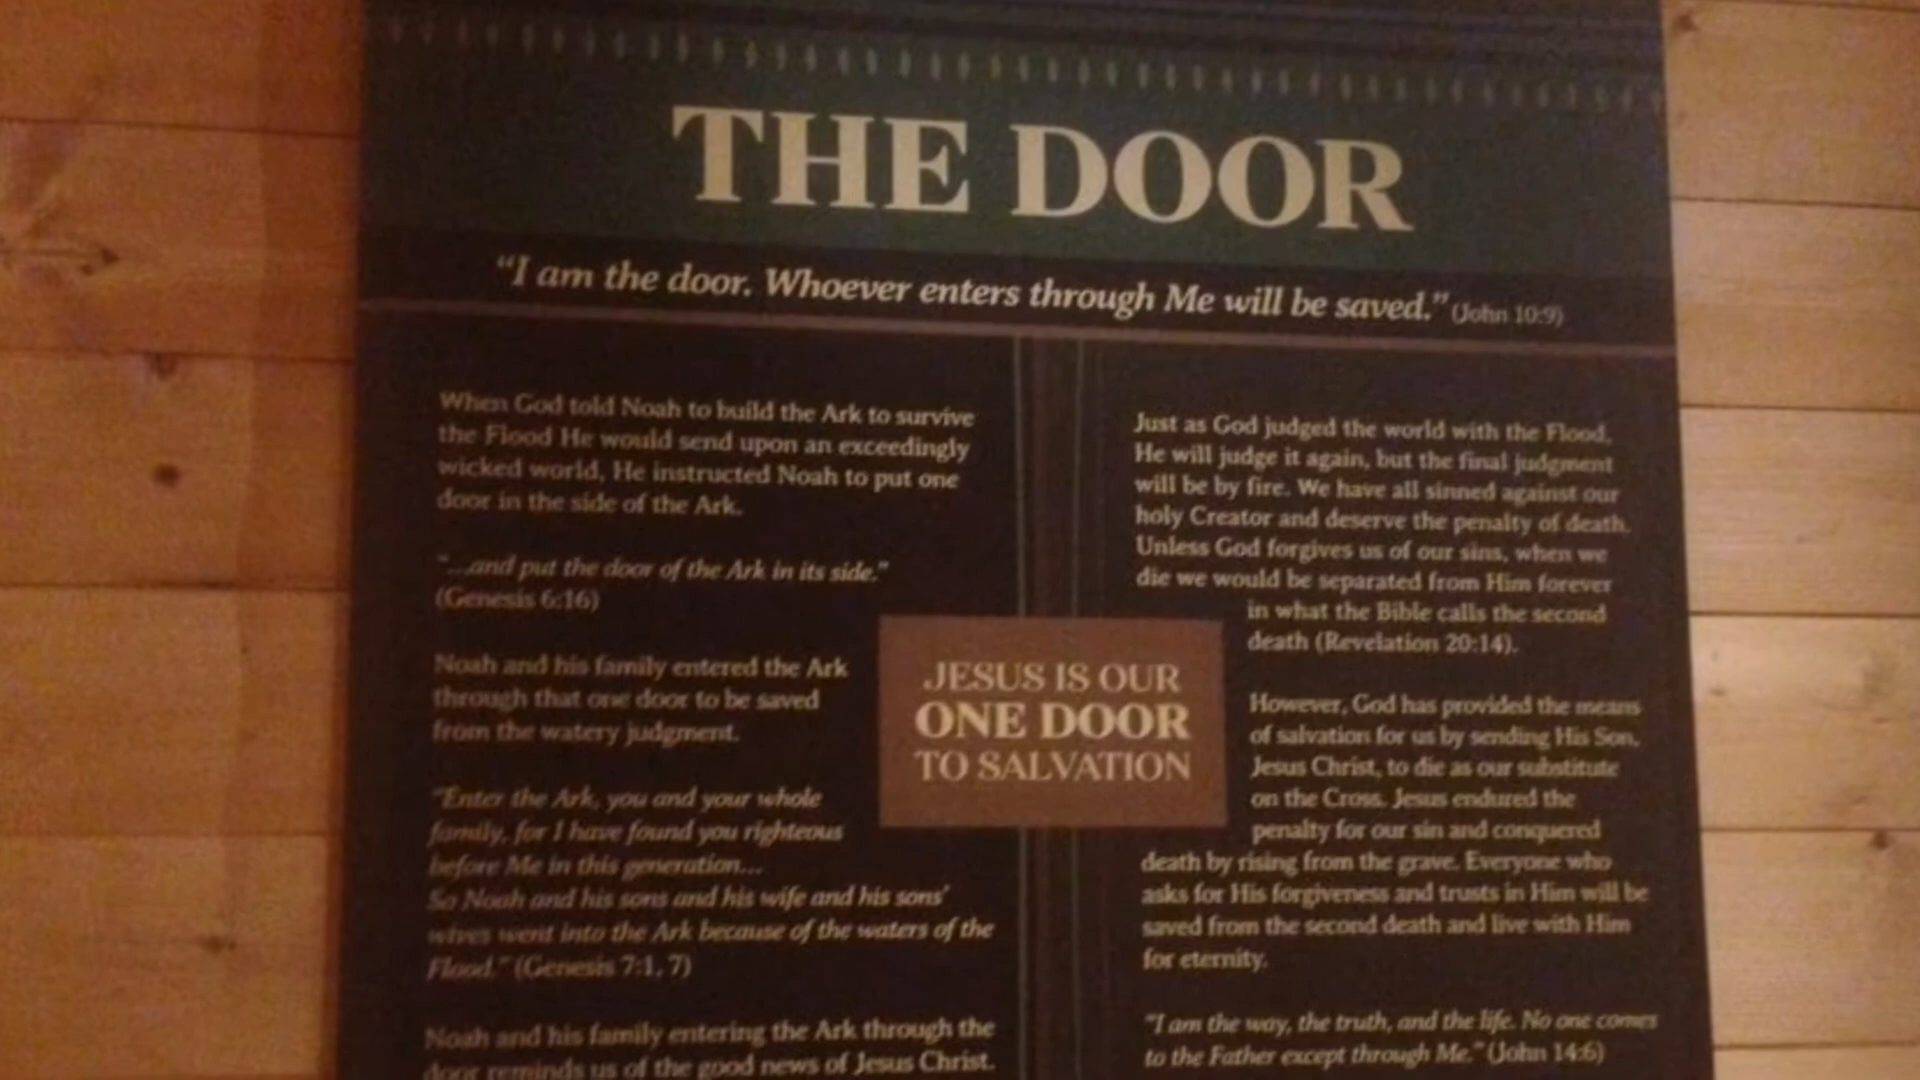 THE DOOR
“I am the door. Whoever enters through Me will be saved.” (John 10:9)
When God told Noah to build the Ark to survive
the Flood He would send upon an exceedingly
wicked world, He instructed Noah to put one
door in the side of the Ark.
“...and put the door of the Ark in its side.”
(Genesis 6:16)
Noah and his family entered the Ark
through that one door to be saved
from the watery judgment.
“Enter the Ark, you and your whole
family, for I have found you righteous
before Me in this generation...
So Noah and his sons and his wife and his sons’
wives went into the Ark because of the waters of the
Flood.” (Genesis 7:1, 7)
Noah and his family entering the Ark through the
door reminds us of the good news of Jesus Christ.
JESUS IS OUR
ONE DOOR
TO SALVATION
Just as God judged the world with the Flood,
He will judge it again, but the final judgment
will be by fire. We have all sinned against our
holy Creator and deserve the penalty of death.
Unless God forgives us of our sins, when we
die we would be separated from Him forever
in what the Bible calls the second
death (Revelation 20:14).
However, God has provided the means
of salvation for us by sending His Son,
Jesus Christ, to die as our substitute
on the Cross. Jesus endured the
penalty for our sin and conquered
death by rising from the grave. Everyone who
asks for His forgiveness and trusts in Him will be
saved from the second death and live with Him
for eternity.
“I am the way, the truth, and the life. No one comes
to the Father except through Me.” (John 14:6)